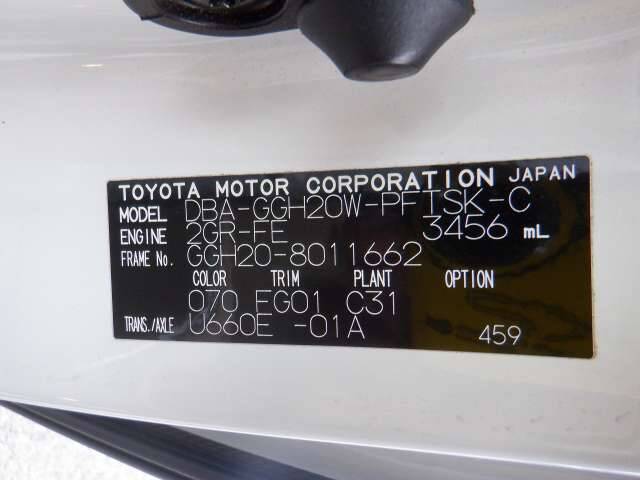 TOYOTA MOTOR CORPORATION JAPAN
MODEL DBA-GGH20W-PFTSK-C
ENGINE 2GR-FE 3456 mL
FRAME No. GGH20-8011662
COLOR TRIM PLANT OPTION
070 FG01 C31
TRANS./AXLE U660E -01A 459